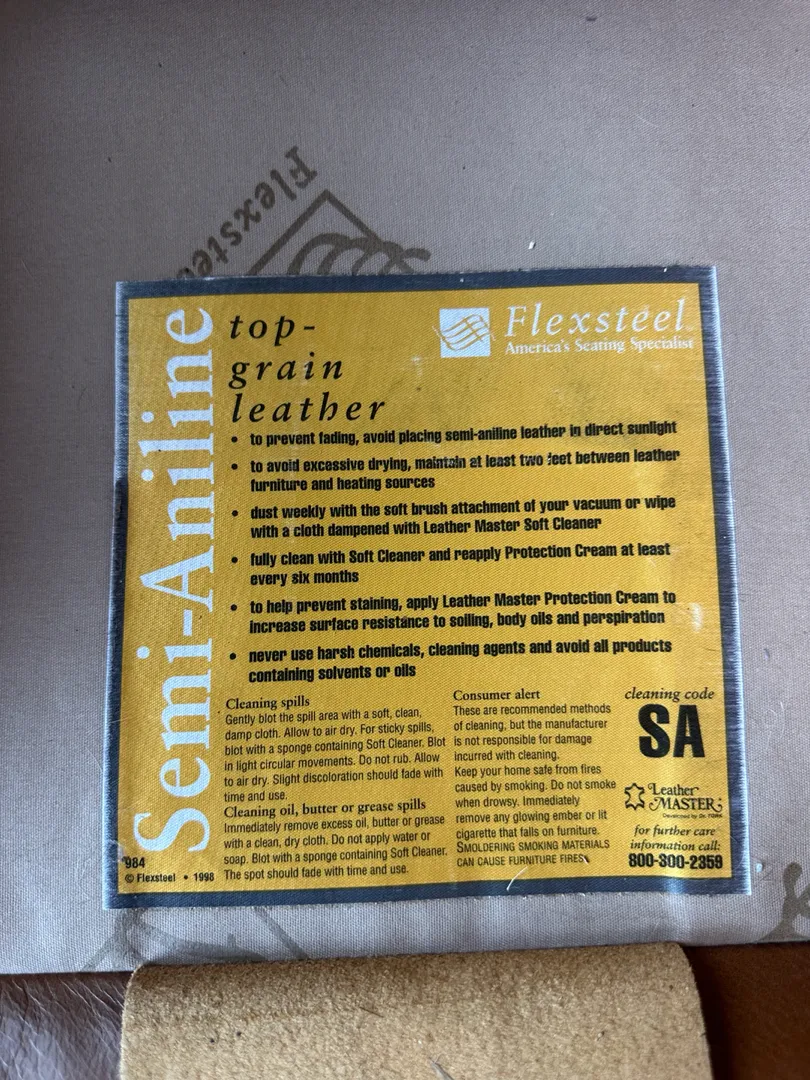 Flexstee
Semi-Aniline
top-
grain
leather
Flexsteel
America's Seating Specialist
• to prevent fading, avoid placing semi-aniline leather in direct sunlight
• to avoid excessive drying, maintain at least two feet between leather
furniture and heating sources
• dust weekly with the soft brush attachment of your vacuum or wipe
with a cloth dampened with Leather Master Soft Cleaner
• fully clean with Soft Cleaner and reapply Protection Cream at least
every six months
• to help prevent staining, apply Leather Master Protection Cream to
increase surface resistance to soiling, body oils and perspiration
• never use harsh chemicals, cleaning agents and avoid all products
containing solvents or oils
Cleaning spills
Gently blot the spill area with a soft, clean,
damp cloth. Allow to air dry. For sticky spills,
blot with a sponge containing Soft Cleaner. Blot
in light circular movements. Do not rub. Allow
to air dry. Slight discoloration should fade with
time and use.
Cleaning oil, butter or grease spills
Immediately remove excess oil, butter or grease
with a clean, dry cloth. Do not apply water or
soap. Blot with a sponge containing Soft Cleaner.
The spot should fade with time and use.
Consumer alert
These are recommended methods
of cleaning, but the manufacturer
is not responsible for damage
incurred with cleaning.
Keep your home safe from fires
caused by smoking. Do not smoke
when drowsy. Immediately
remove any glowing ember or lit
cigarette that falls on furniture.
SMOLDERING SMOKING MATERIALS
CAN CAUSE FURNITURE FIRES
cleaning code
SA
Leather
MASTER
Developed by Dr. TORK
for further care
information call:
800-300-2359
984
© Flexsteel • 1998